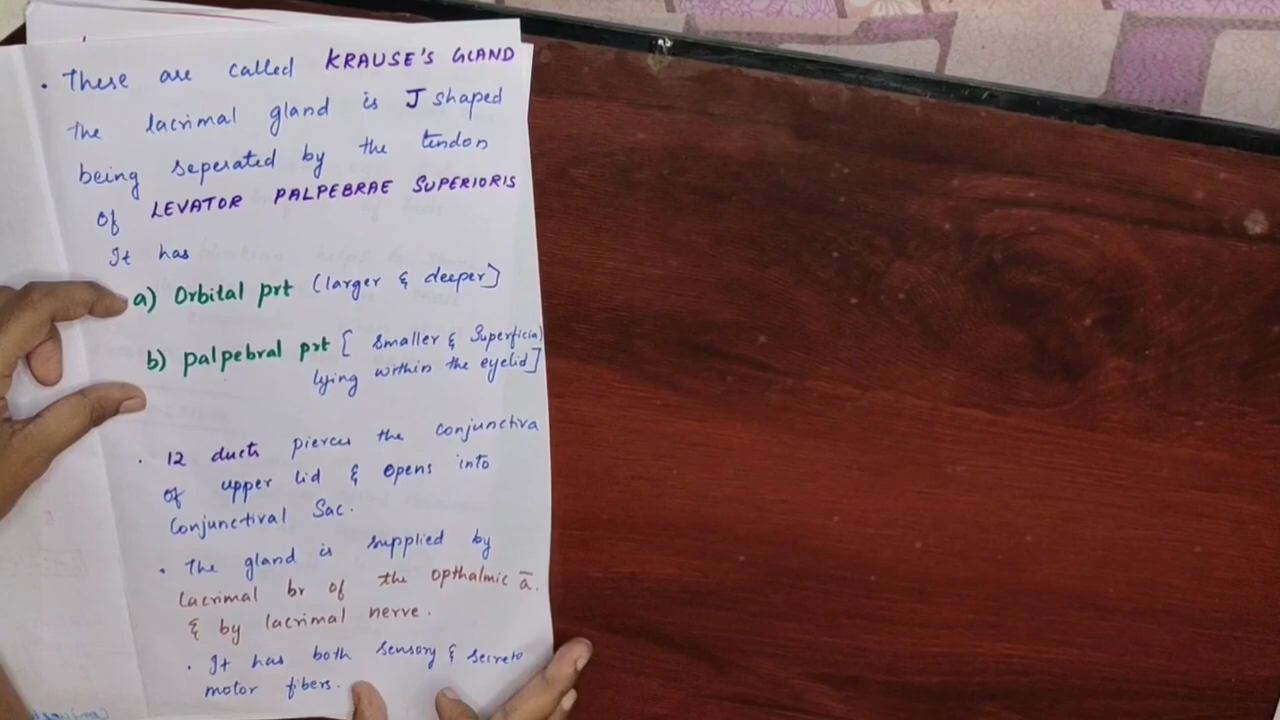 • These are called KRAUSE'S GLAND
The lacrimal gland is J shaped
being seperated by the tendon
of LEVATOR PALPEBRAE SUPERIORIS
It has
a) Orbital prt (larger & deeper]
b) palpebral prt [ smaller & Superficial
lying within the eyelid]
• 12 ducts pierces the conjunctiva
of upper lid & opens into
Conjunctival Sac.
• The gland is supplied by
lacrimal br of the opthalmic a̅.
& by lacrimal nerve.
• It has both sensory & secreto
motor fibers.